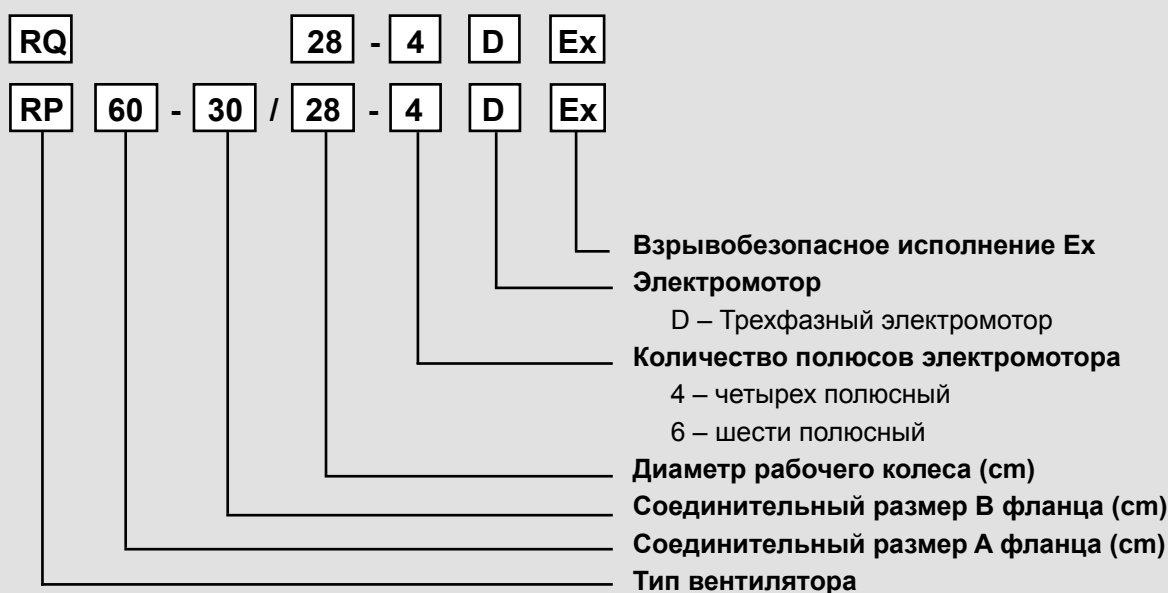 RQ 28 - 4 D Ex
RP 60 - 30 / 28 - 4 D Ex
Взрывобезопасное исполнение Ex
Электромотор
D – Трехфазный электромотор
Количество полюсов электромотора
4 – четырех полюсный
6 – шести полюсный
Диаметр рабочего колеса (cm)
Соединительный размер B фланца (cm)
Соединительный размер A фланца (cm)
Тип вентилятора